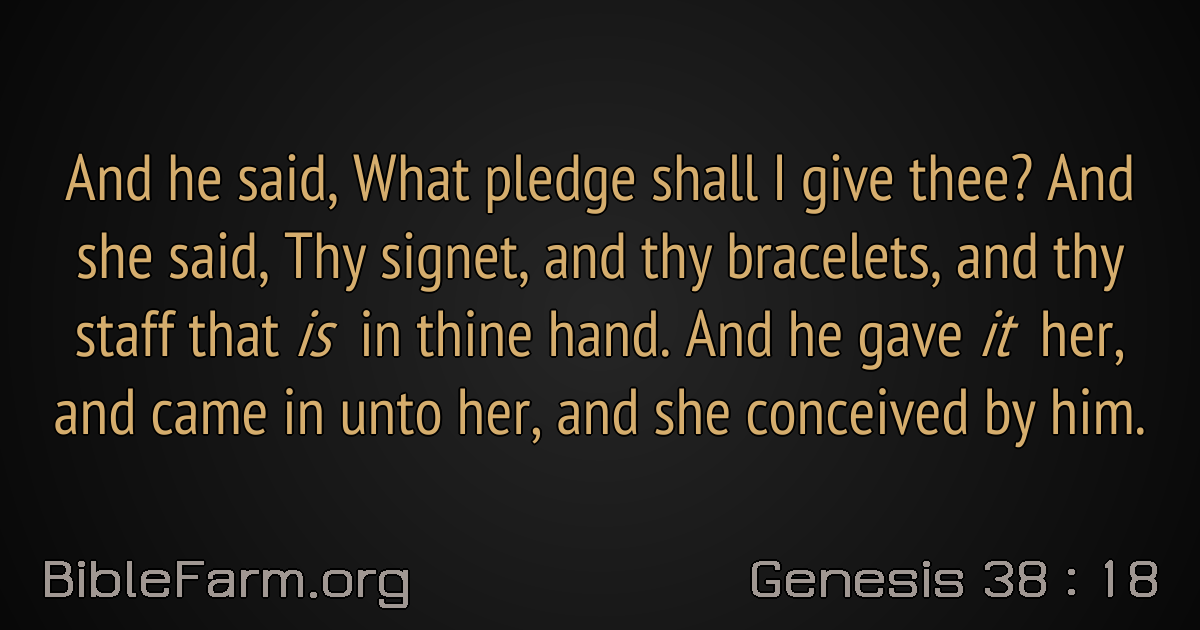 And he said, What pledge shall I give thee? And
she said, Thy signet, and thy bracelets, and thy
staff that is in thine hand. And he gave it her,
and came in unto her, and she conceived by him.
BibleFarm.org
Genesis 38 : 18